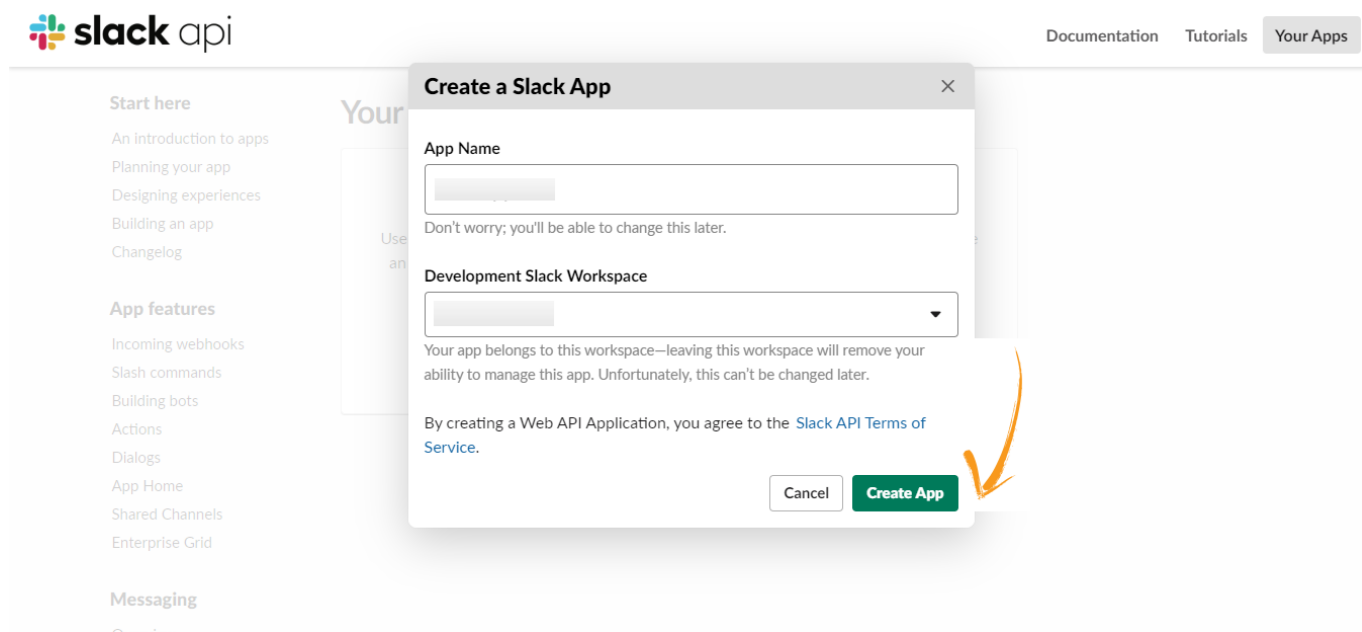 slack api
Documentation Tutorials Your Apps
Start here
An introduction to apps
Planning your app
Designing experiences
Building an app
Changelog
App features
Incoming webhooks
Slash commands
Building bots
Actions
Dialogs
App Home
Shared Channels
Enterprise Grid
Messaging
Your
Use
an
e
Create a Slack App
App Name
Don't worry; you'll be able to change this later.
Development Slack Workspace
Your app belongs to this workspace—leaving this workspace will remove your
ability to manage this app. Unfortunately, this can't be changed later.
By creating a Web API Application, you agree to the Slack API Terms of
Service.
Cancel Create App